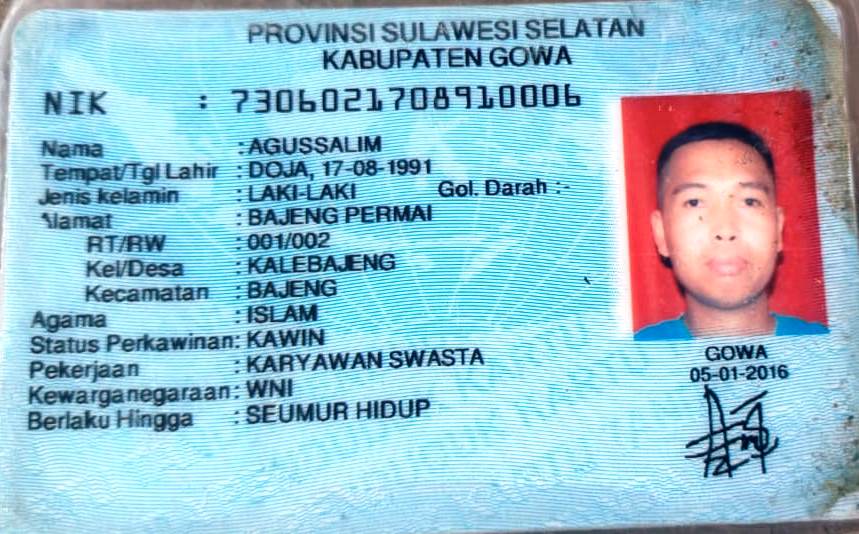 PROVINSI SULAWESI SELATAN
KABUPATEN GOWA
NIK : 7306021708910006
Nama : AGUSSALIM
Tempat/Tgl Lahir : DOJA, 17-08-1991
Jenis kelamin : LAKI-LAKI Gol. Darah :-
Alamat : BAJENG PERMAI
RT/RW : 001/002
Kel/Desa : KALEBAJENG
Kecamatan : BAJENG
Agama : ISLAM
Status Perkawinan: KAWIN
Pekerjaan : KARYAWAN SWASTA
Kewarganegaraan: WNI
Berlaku Hingga : SEUMUR HIDUP
GOWA
05-01-2016